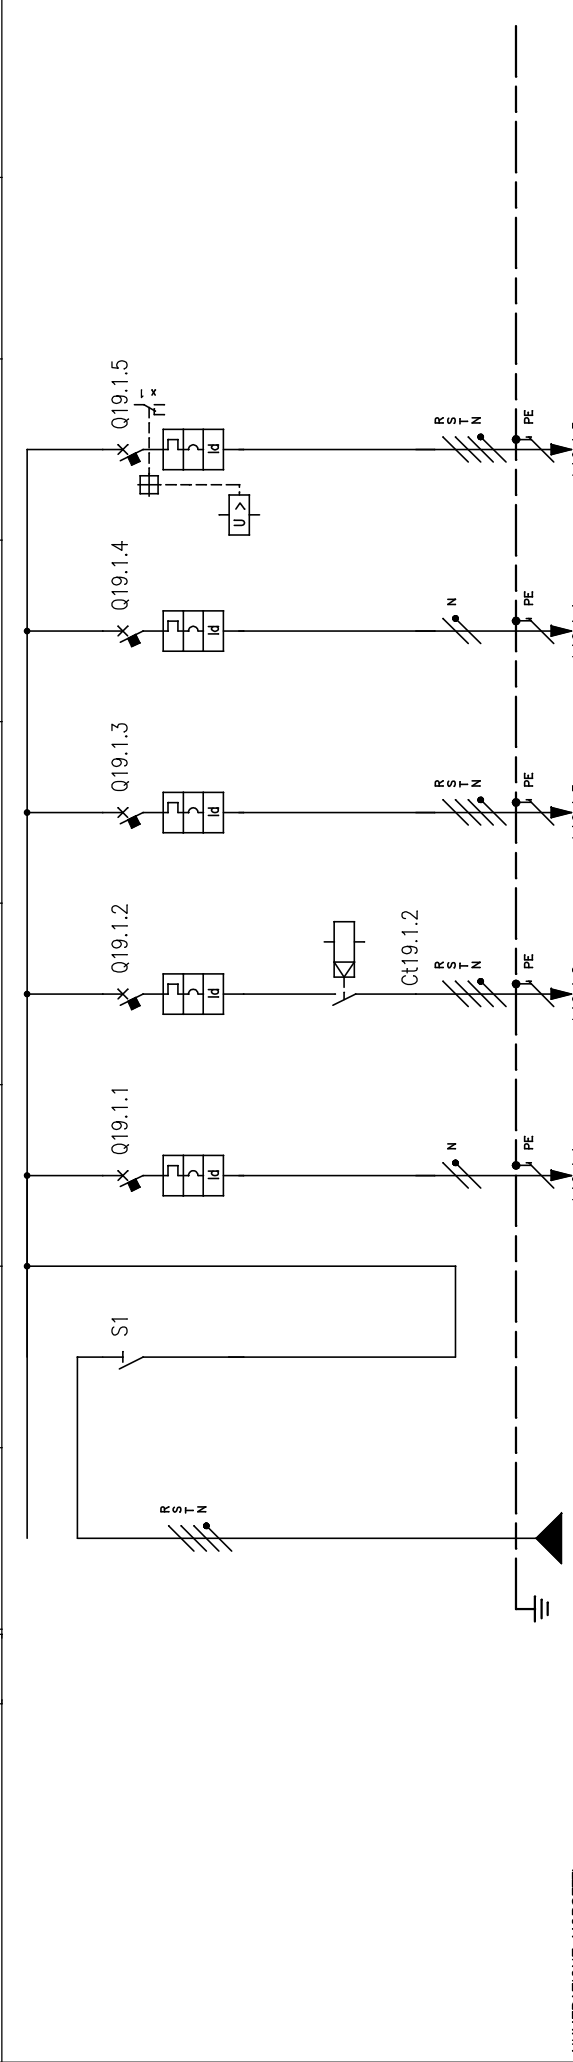 Q19.1.5
Id
U >
R
S
T
N
PE
Q19.1.4
Id
N
PE
Q19.1.3
Id
R
S
T
N
PE
Q19.1.2
Id
Ct19.1.2
R
S
T
N
PE
Q19.1.1
Id
N
PE
S1
R
S
T
N